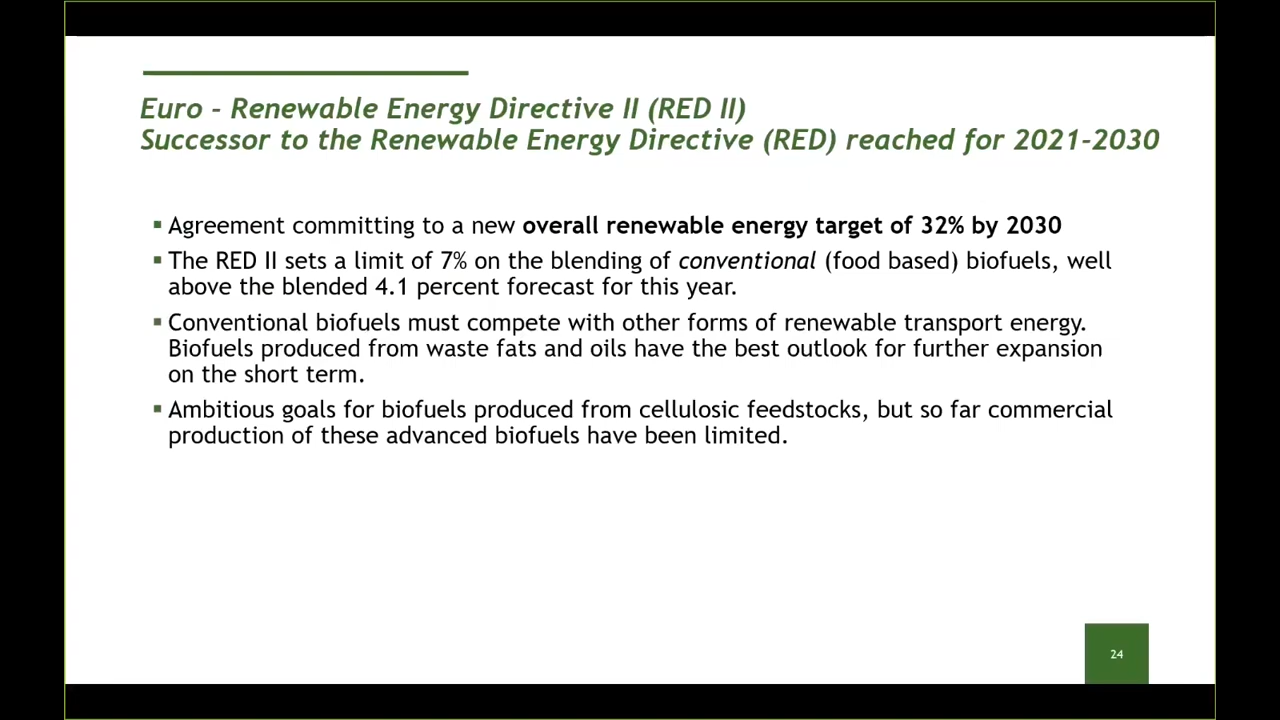 Euro - Renewable Energy Directive II (RED II)
Successor to the Renewable Energy Directive (RED) reached for 2021-2030
▪ Agreement committing to a new overall renewable energy target of 32% by 2030
▪ The RED II sets a limit of 7% on the blending of conventional (food based) biofuels, well
above the blended 4.1 percent forecast for this year.
▪ Conventional biofuels must compete with other forms of renewable transport energy.
Biofuels produced from waste fats and oils have the best outlook for further expansion
on the short term.
▪ Ambitious goals for biofuels produced from cellulosic feedstocks, but so far commercial
production of these advanced biofuels have been limited.
24